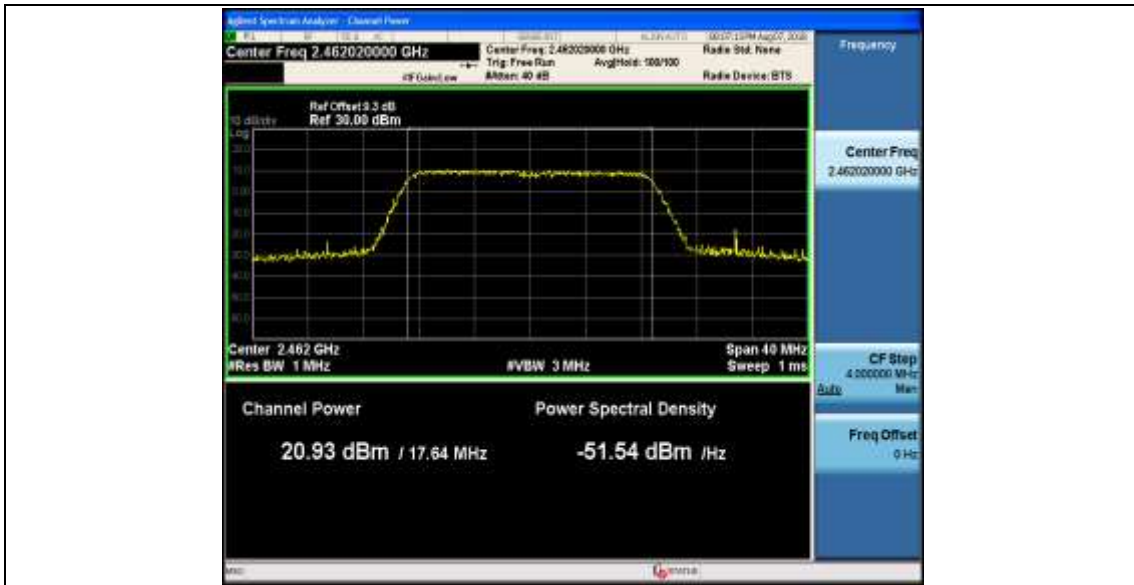 Agilent Spectrum Analyzer - Channel Power
Center Freq 2.462020000 GHz
Center Freq: 2.462020000 GHz
Radio Std: None
Trig: Free Run
Avg|Hold: 100/100
#IFGain:Low
#Atten: 40 dB
Radio Device: BTS
Ref Offset 9.3 dB
10 dB/div
Ref 30.00 dBm
Log
Center 2.462 GHz
Span 40 MHz
#Res BW 1 MHz
#VBW 3 MHz
Sweep 1 ms
Channel Power
Power Spectral Density
20.93 dBm / 17.64 MHz
-51.54 dBm /Hz
Frequency
Center Freq
2.462020000 GHz
CF Step
4.000000 MHz
Auto Man
Freq Offset
0 Hz
MSG
STATUS